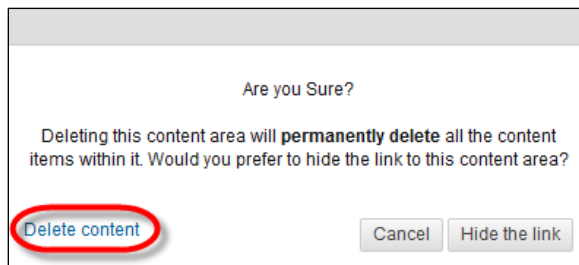 Are you Sure?
Deleting this content area will permanently delete all the content
items within it. Would you prefer to hide the link to this content area?
Delete content
Cancel
Hide the link